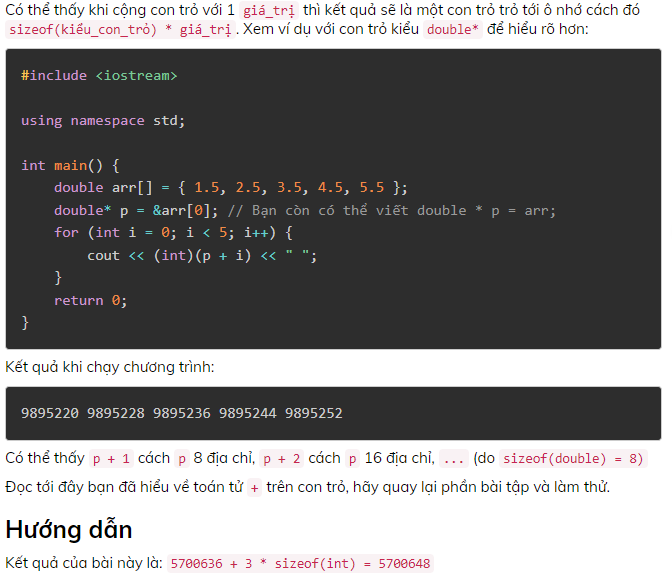 Có thể thấy khi cộng con trỏ với 1 giá_trị thì kết quả sẽ là một con trỏ trỏ tới ô nhớ cách đó
sizeof(kiểu_con_trỏ) * giá_trị. Xem ví dụ với con trỏ kiểu double* để hiểu rõ hơn:
#include <iostream>
using namespace std;
int main() {
    double arr[] = { 1.5, 2.5, 3.5, 4.5, 5.5 };
    double* p = &arr[0]; // Bạn còn có thể viết double * p = arr;
    for (int i = 0; i < 5; i++) {
        cout << (int)(p + i) << " ";
    }
    return 0;
}
Kết quả khi chạy chương trình:
9895220 9895228 9895236 9895244 9895252
Có thể thấy p + 1 cách p 8 địa chỉ, p + 2 cách p 16 địa chỉ, ... (do sizeof(double) = 8)
Đọc tới đây bạn đã hiểu về toán tử + trên con trỏ, hãy quay lại phần bài tập và làm thử.
Hướng dẫn
Kết quả của bài này là: 5700636 + 3 * sizeof(int) = 5700648